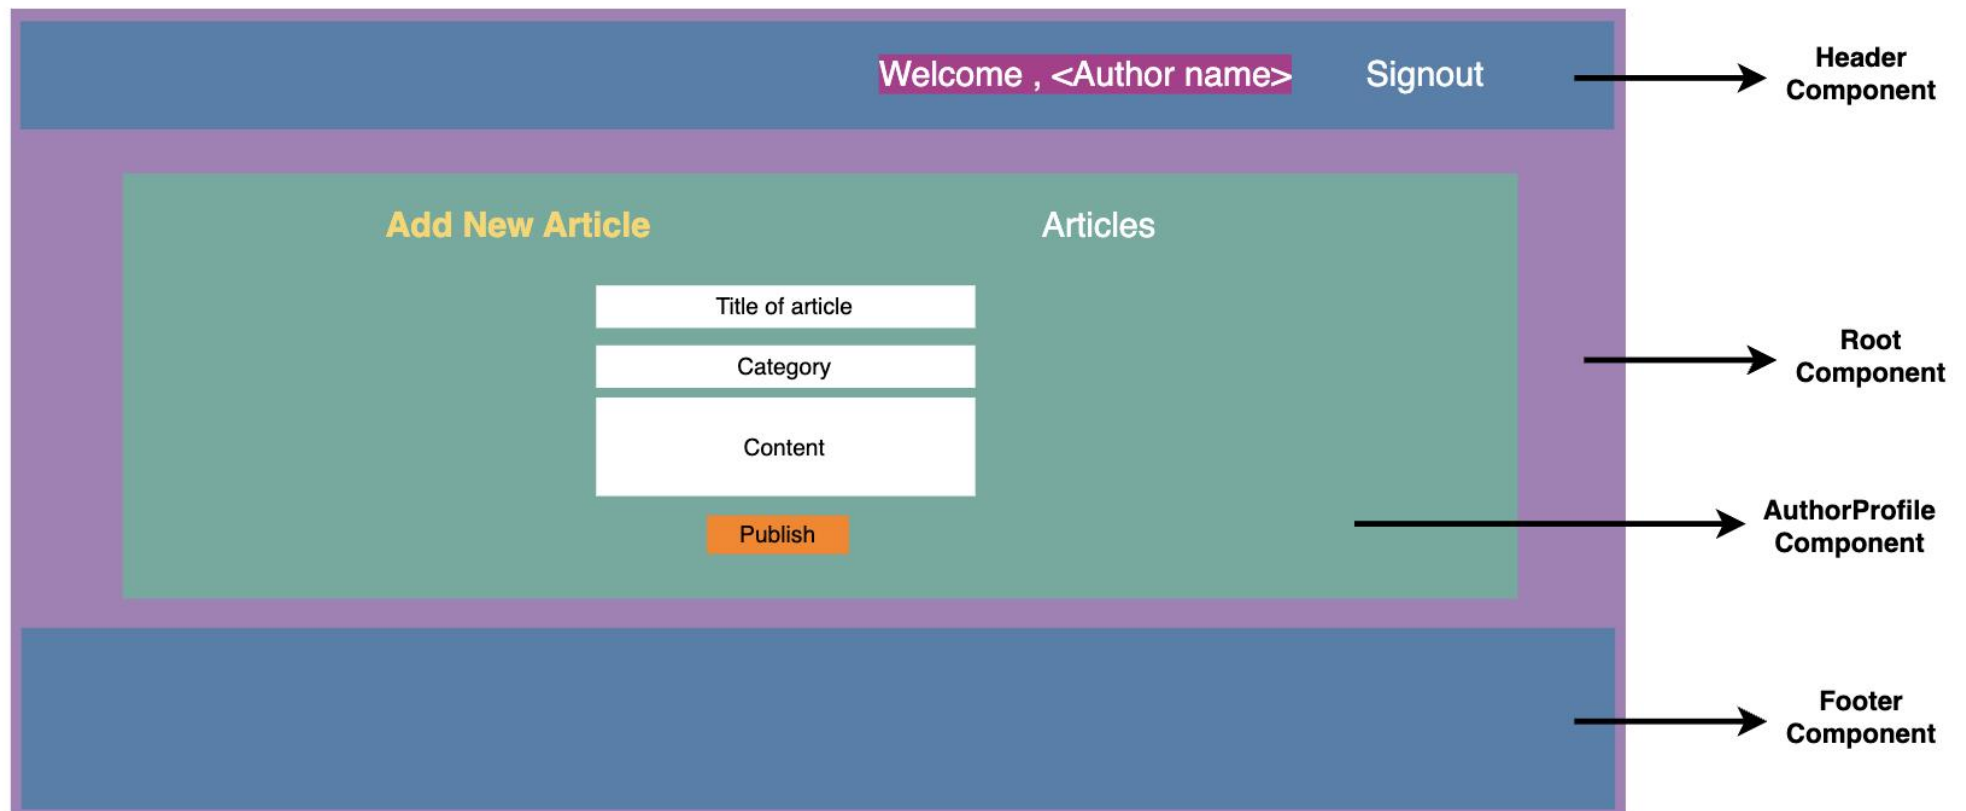 Welcome , <Author name>
Signout
Header
Component
Add New Article
Articles
Title of article
Category
Content
Publish
Root
Component
AuthorProfile
Component
Footer
Component